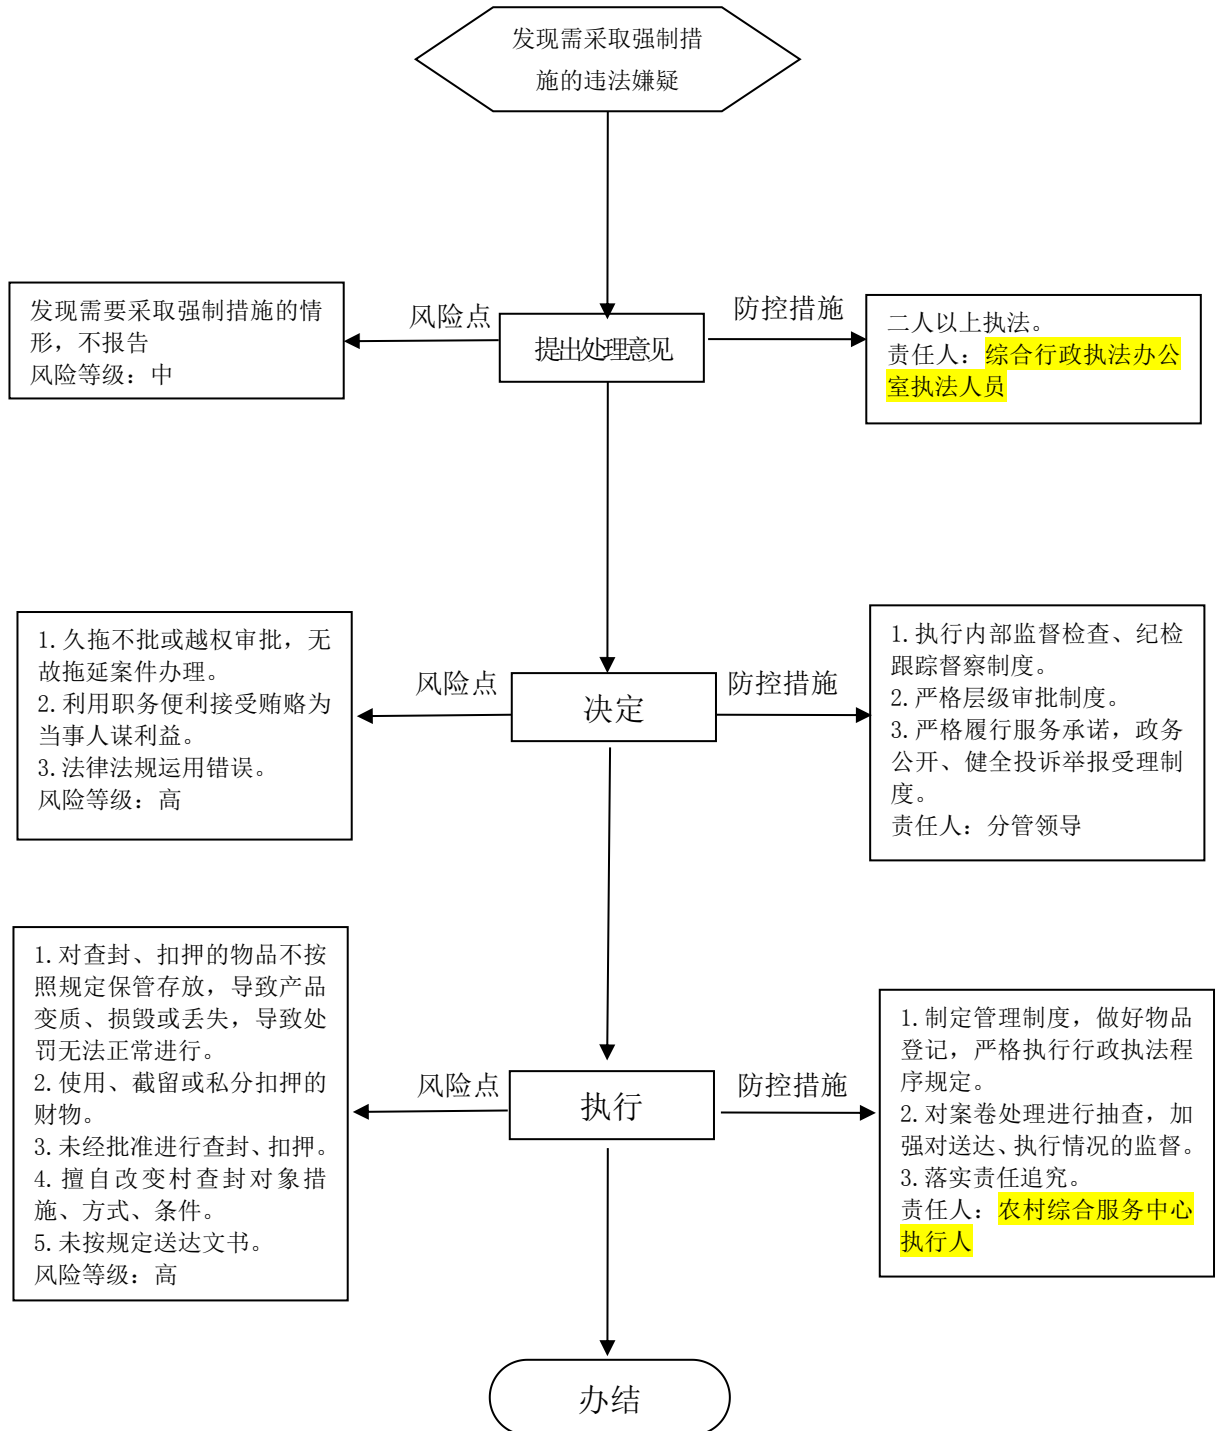 发现需采取强制措
施的违法嫌疑
风险点
防控措施
发现需要采取强制措施的情
形，不报告
风险等级：中
提出处理意见
二人以上执法。
责任人：综合行政执法办公
室执法人员
1.久拖不批或越权审批，无
故拖延案件办理。
2.利用职务便利接受贿赂为
当事人谋利益。
3.法律法规运用错误。
风险等级：高
风险点
决定
防控措施
1.执行内部监督检查、纪检
跟踪督察制度。
2.严格层级审批制度。
3.严格履行服务承诺，政务
公开、健全投诉举报受理制
度。
责任人：分管领导
1.对查封、扣押的物品不按
照规定保管存放，导致产品
变质、损毁或丢失，导致处
罚无法正常进行。
2.使用、截留或私分扣押的
财物。
3.未经批准进行查封、扣押。
4.擅自改变村查封对象措
施、方式、条件。
5.未按规定送达文书。
风险等级：高
风险点
执行
防控措施
1.制定管理制度，做好物品
登记，严格执行行政执法程
序规定。
2.对案卷处理进行抽查，加
强对送达、执行情况的监督。
3.落实责任追究。
责任人：农村综合服务中心
执行人
办结